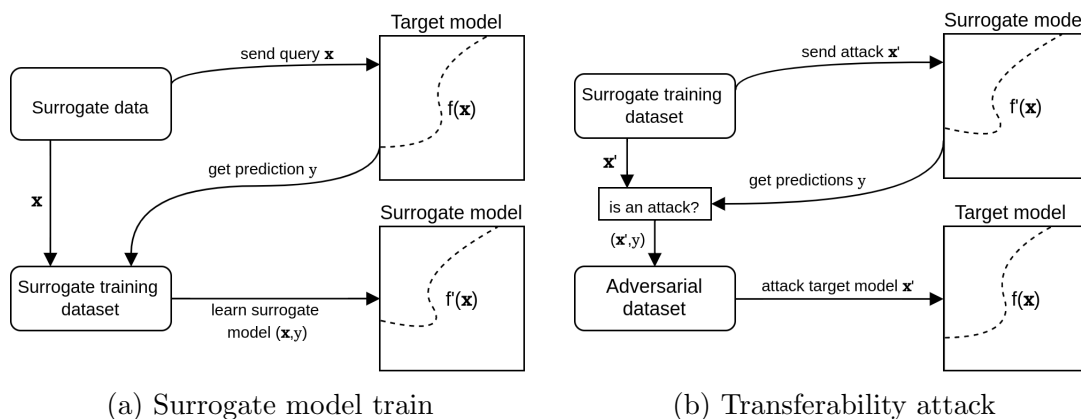 Target model
send query x
Surrogate data
f(x)
get prediction y
x
Surrogate model
Surrogate training
dataset
f'(x)
learn surrogate
model (x,y)
(a) Surrogate model train
Surrogate mode
send attack x'
Surrogate training
dataset
f'(x)
x'
get predictions y
is an attack?
Target model
(x',y)
Adversarial
dataset
attack target model x'
f(x)
(b) Transferability attack